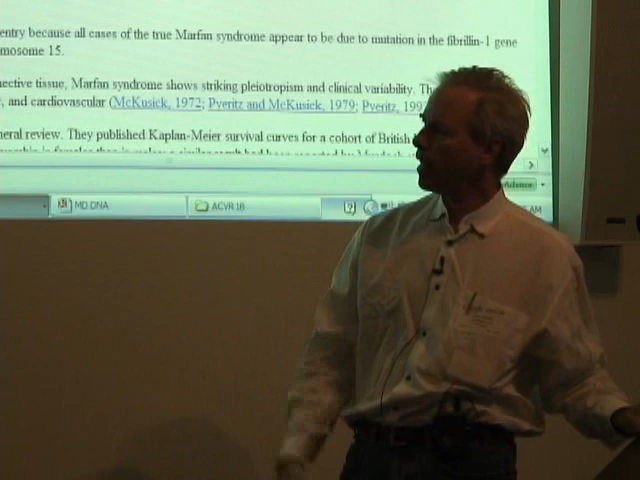 entry because all cases of the true Marfan syndrome appear to be due to mutation in the fibrillin-1 gene
mosome 15.
nective tissue, Marfan syndrome shows striking pleiotropism and clinical variability. Th
, and cardiovascular (McKusick, 1972; Pyeritz and McKusick, 1979; Pyeritz, 199
neral review. They published Kaplan-Meier survival curves for a cohort of British
MD DNA
ACVR1B
AM